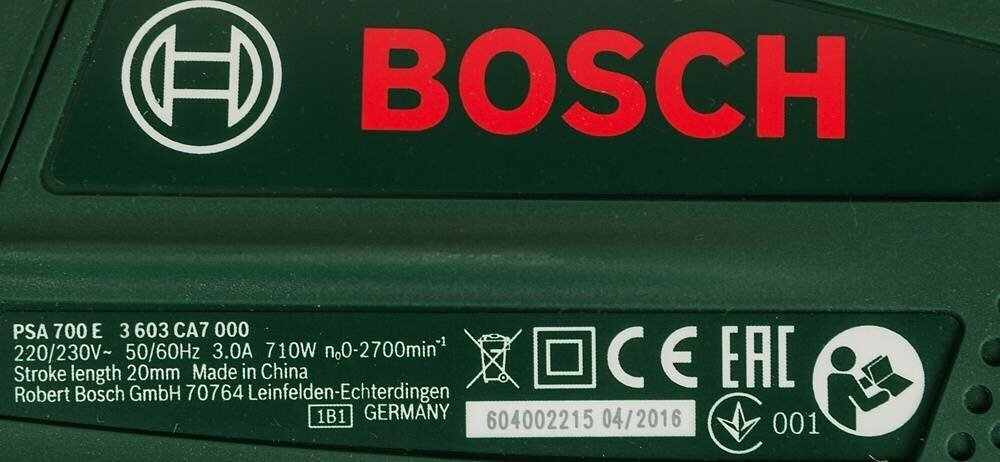 BOSCH
PSA 700 E 3 603 CA7 000
220/230V~ 50/60Hz 3.0A 710W n₀0-2700min⁻¹
Stroke length 20mm Made in China
Robert Bosch GmbH 70764 Leinfelden-Echterdingen
1B1 GERMANY
CE EAC
604002215 04/2016
001